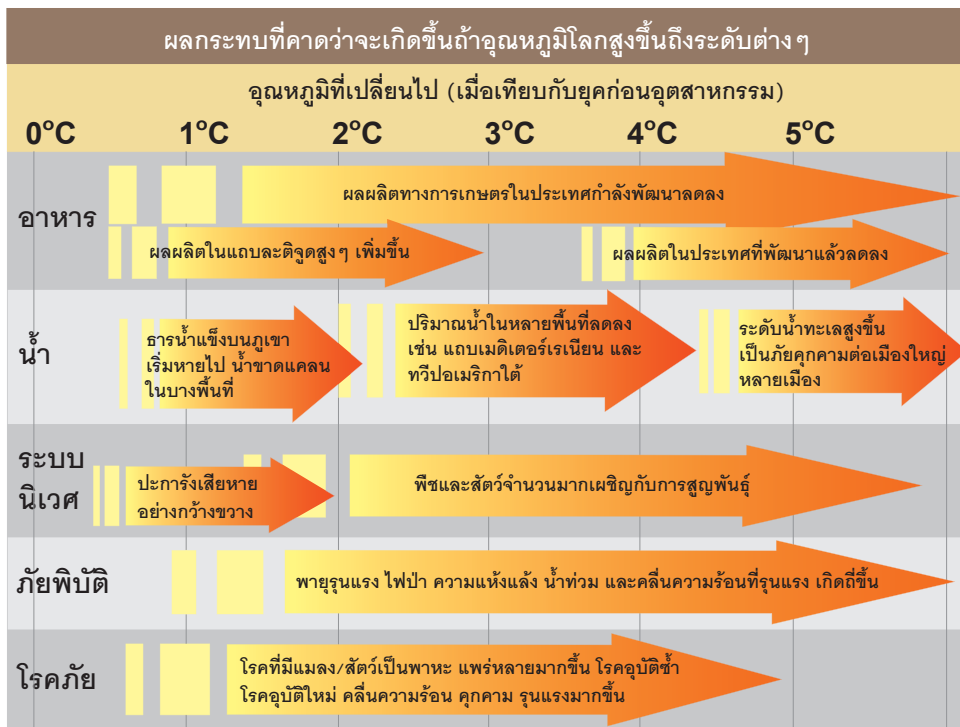 ผลกระทบที่คาดว่าจะเกิดขึ้นถ้าอุณหภูมิโลกสูงขึ้นถึงระดับต่างๆ
อุณหภูมิที่เปลี่ยนไป (เมื่อเทียบกับยุคก่อนอุตสาหกรรม)
0°C 1°C 2°C 3°C 4°C 5°C
อาหาร
ผลผลิตทางการเกษตรในประเทศกำลังพัฒนาลดลง
ผลผลิตในแถบละติจูดสูงๆ เพิ่มขึ้น
ผลผลิตในประเทศที่พัฒนาแล้วลดลง
น้ำ
ธารน้ำแข็งบนภูเขา
เริ่มหายไป น้ำขาดแคลน
ในบางพื้นที่
ปริมาณน้ำในหลายพื้นที่ลดลง
เช่น แถบเมดิเตอร์เรเนียน และ
ทวีปอเมริกาใต้
ระดับน้ำทะเลสูงขึ้น
เป็นภัยคุกคามต่อเมืองใหญ่
หลายเมือง
ระบบ
นิเวศ
ปะการังเสียหาย
อย่างกว้างขวาง
พืชและสัตว์จำนวนมากเผชิญกับการสูญพันธุ์
ภัยพิบัติ
พายุรุนแรง ไฟป่า ความแห้งแล้ง น้ำท่วม และคลื่นความร้อนที่รุนแรง เกิดถี่ขึ้น
โรคภัย
โรคที่มีแมลง/สัตว์เป็นพาหะ แพร่หลายมากขึ้น โรคอุบัติซ้ำ
โรคอุบัติใหม่ คลื่นความร้อน คุกคาม รุนแรงมากขึ้น